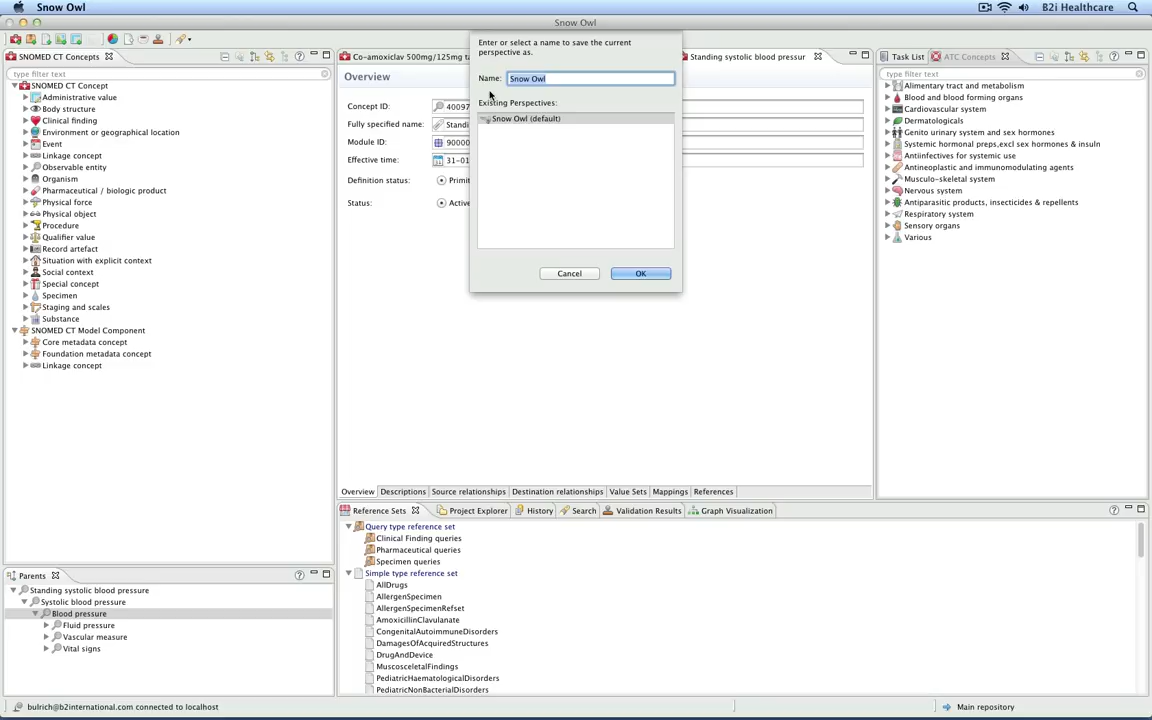 Snow Owl
B2i Healthcare
Snow Owl
SNOMED CT Concepts
type filter text
SNOMED CT Concept
Administrative value
Body structure
Clinical finding
Environment or geographical location
Event
Linkage concept
Observable entity
Organism
Pharmaceutical / biologic product
Physical force
Physical object
Procedure
Qualifier value
Record artefact
Situation with explicit context
Social context
Special concept
Specimen
Staging and scales
Substance
SNOMED CT Model Component
Core metadata concept
Foundation metadata concept
Linkage concept
Parents
Standing systolic blood pressure
Systolic blood pressure
Blood pressure
Fluid pressure
Vascular measure
Vital signs
Co-amoxiclav 500mg/125mg ta
Standing systolic blood pressure
Overview
Concept ID:
40097
Fully specified name:
Standi
Module ID:
90000
Effective time:
31-01
Definition status:
Primit
Status:
Active
Enter or select a name to save the current
perspective as.
Name:
Snow Owl
Existing Perspectives:
Snow Owl (default)
Cancel
OK
Overview
Descriptions
Source relationships
Destination relationships
Value Sets
Mappings
References
Reference Sets
Project Explorer
History
Search
Validation Results
Graph Visualization
Query type reference set
Clinical Finding queries
Pharmaceutical queries
Specimen queries
Simple type reference set
AllDrugs
AllergenSpecimen
AllergenSpecimenRefset
AmoxicillinClavulanate
CongenitalAutoimmuneDisorders
DamagesOfAcquiredStructures
DrugAndDevice
MuscoseletalFindings
PediatricHaematologicalDisorders
PediatricNonBacterialDisorders
Task List
ATC Concepts
type filter text
Alimentary tract and metabolism
Blood and blood forming organs
Cardiovascular system
Dermatologicals
Genito urinary system and sex hormones
Systemic hormonal preps,excl sex hormones & insuln
Antiinfectives for systemic use
Antineoplastic and immunomodulating agents
Musculo-skeletal system
Nervous system
Antiparasitic products, insecticides & repellents
Respiratory system
Sensory organs
Various
bulrich@b2international.com connected to localhost
Main repository